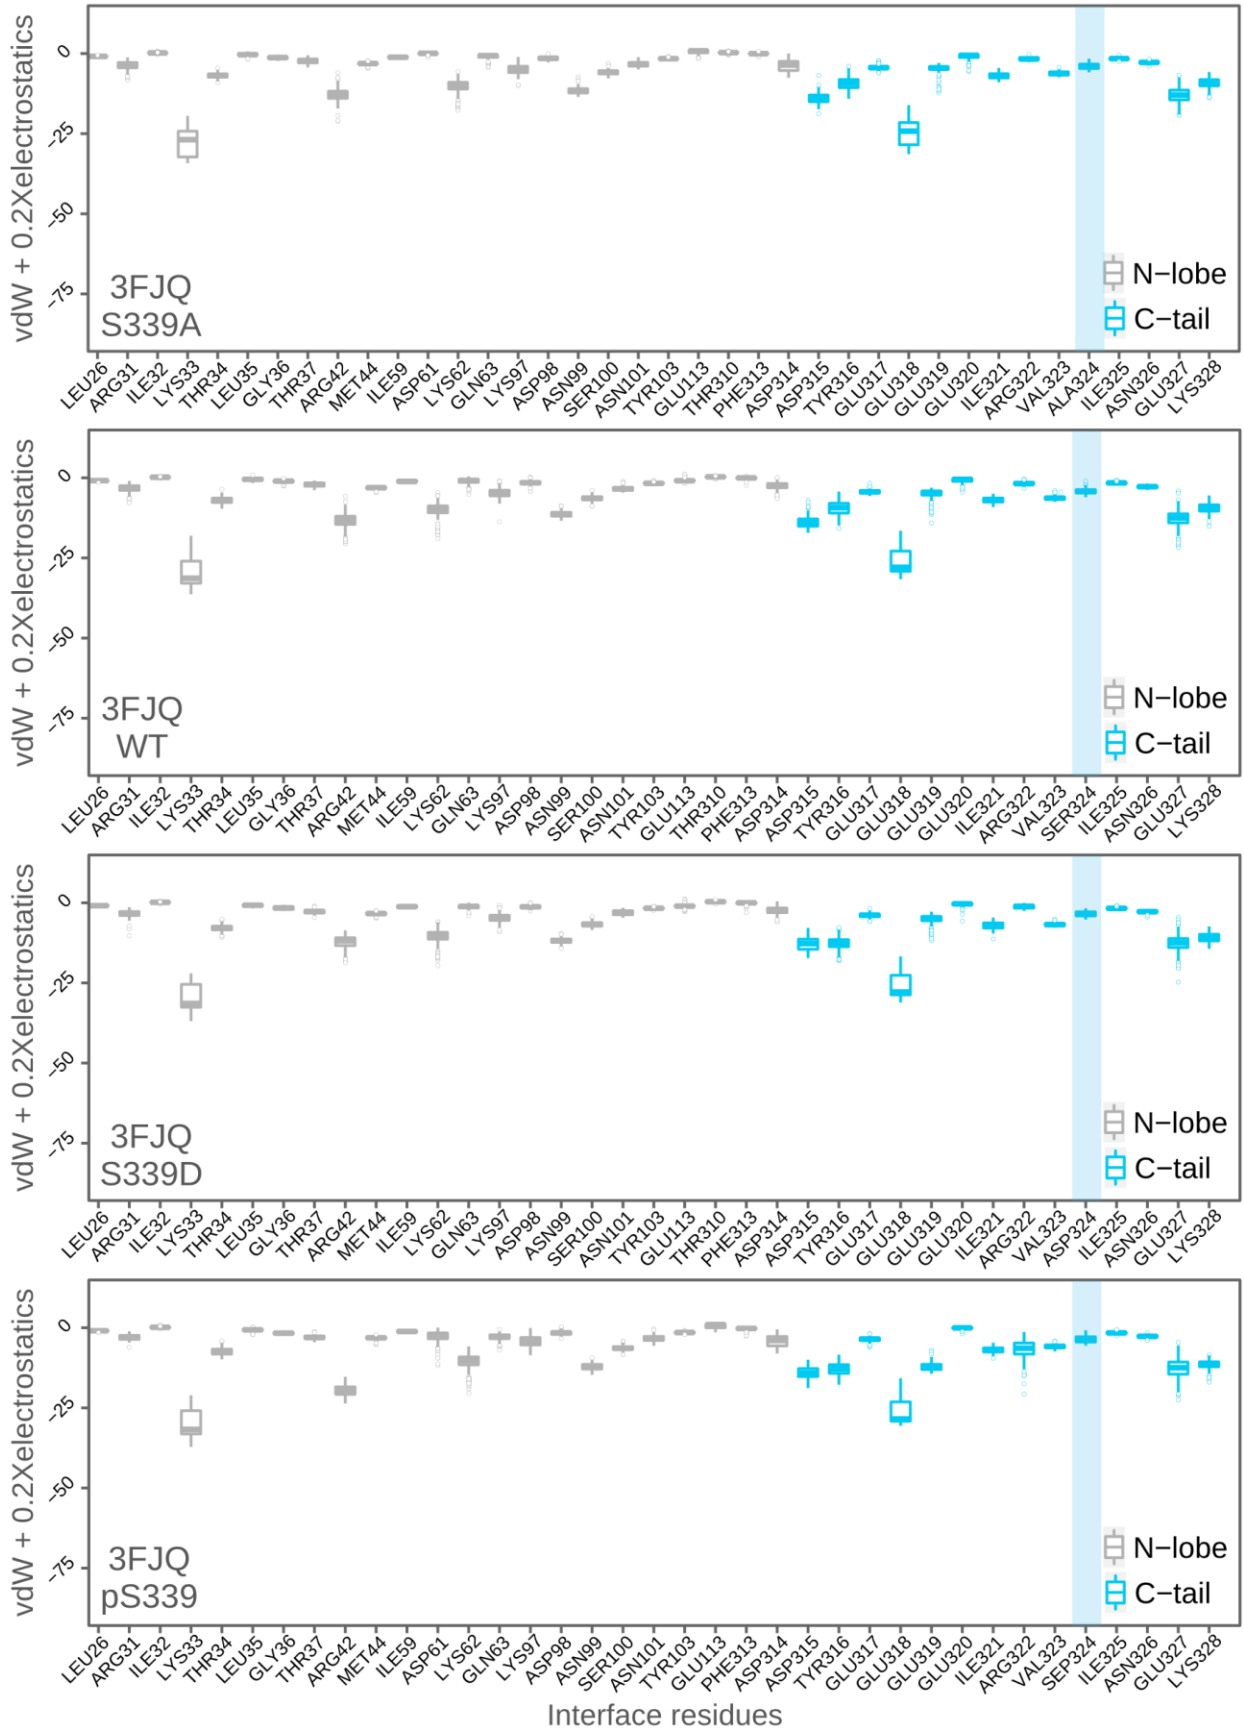 vdW + 0.2Xelectrostatics
0
−25
−50
−75
3FJQ
S339A
N−lobe
C−tail
LEU26 ARG31 ILE32 LYS33 THR34 LEU35 GLY36 THR37 ARG42 MET44 ILE59 ASP61 LYS62 GLN63 LYS97 ASP98 ASN99 SER100 ASN101 TYR103 GLU113 THR310 PHE313 ASP314 ASP315 TYR316 GLU317 GLU318 GLU319 GLU320 ILE321 ARG322 VAL323 ALA324 ILE325 ASN326 GLU327 LYS328
vdW + 0.2Xelectrostatics
0
−25
−50
−75
3FJQ
WT
N−lobe
C−tail
LEU26 ARG31 ILE32 LYS33 THR34 LEU35 GLY36 THR37 ARG42 MET44 ILE59 LYS62 GLN63 LYS97 ASP98 ASN99 SER100 ASN101 TYR103 GLU113 THR310 PHE313 ASP314 ASP315 TYR316 GLU317 GLU318 GLU319 GLU320 ILE321 ARG322 VAL323 SER324 ILE325 ASN326 GLU327 LYS328
vdW + 0.2Xelectrostatics
0
−25
−50
−75
3FJQ
S339D
N−lobe
C−tail
LEU26 ARG31 ILE32 LYS33 THR34 LEU35 GLY36 THR37 ARG42 MET44 ILE59 LYS62 GLN63 LYS97 ASP98 ASN99 SER100 ASN101 TYR103 GLU113 THR310 PHE313 ASP314 ASP315 TYR316 GLU317 GLU318 GLU319 GLU320 ILE321 ARG322 VAL323 ASP324 ILE325 ASN326 GLU327 LYS328
vdW + 0.2Xelectrostatics
0
−25
−50
−75
3FJQ
pS339
N−lobe
C−tail
LEU26 ARG31 ILE32 LYS33 THR34 LEU35 GLY36 THR37 ARG42 MET44 ILE59 ASP61 LYS62 GLN63 LYS97 ASP98 ASN99 SER100 ASN101 TYR103 GLU113 PHE313 ASP314 ASP315 TYR316 GLU317 GLU318 GLU319 GLU320 ILE321 ARG322 VAL323 SEP324 ILE325 ASN326 GLU327 LYS328
Interface residues